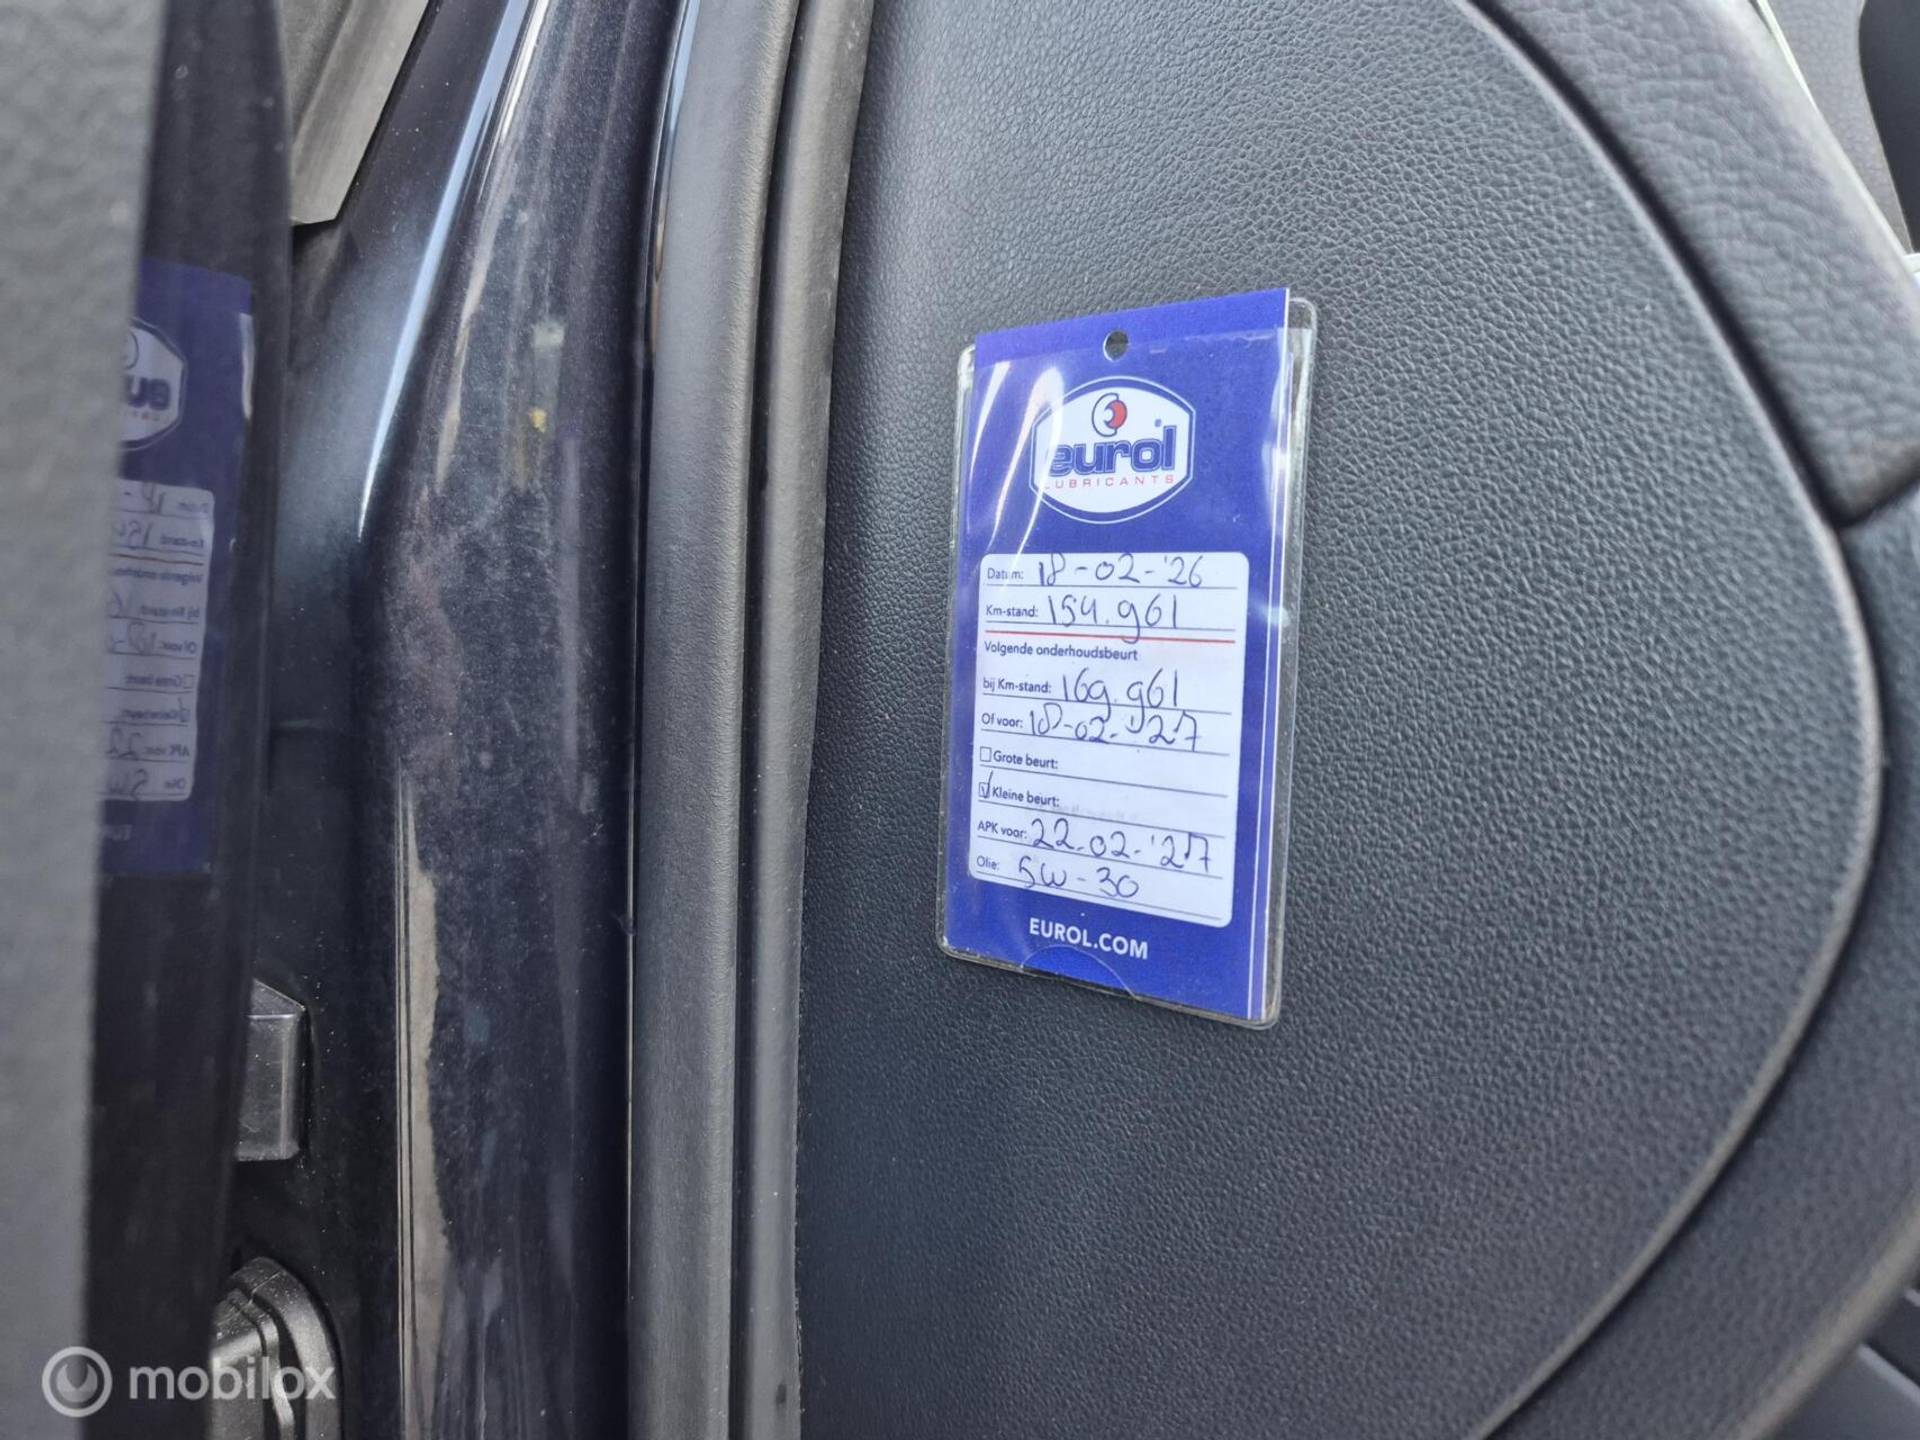 eurol
LUBRICANTS
Datum: 18-02-'26
Km-stand: 154.961
Volgende onderhoudsbeurt
bij Km-stand: 169.961
Of voor: 18-02-'27
Grote beurt:
Kleine beurt:
APK voor: 22-02-'27
Olie: 5W-30
EUROL.COM
mobilox